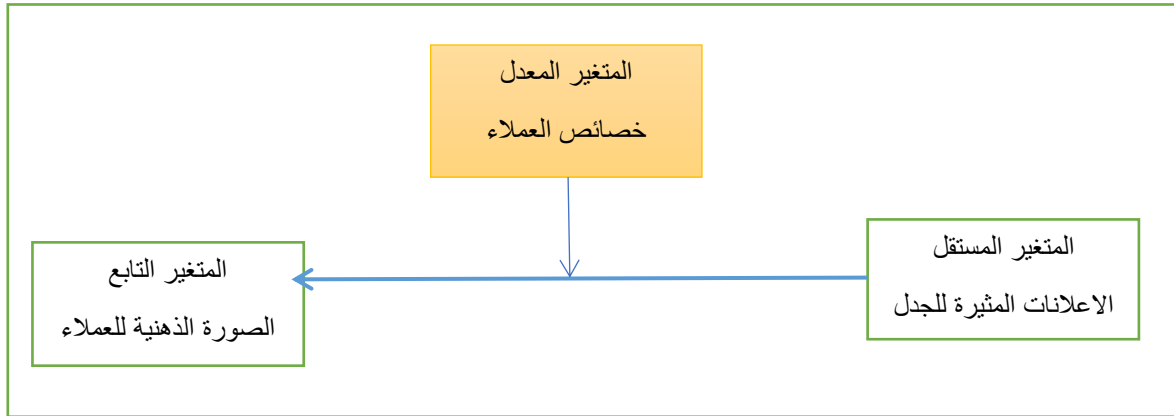 المتغير المعدل
خصائص العملاء
المتغير المستقل
الاعلانات المثيرة للجدل
المتغير التابع
الصورة الذهنية للعملاء